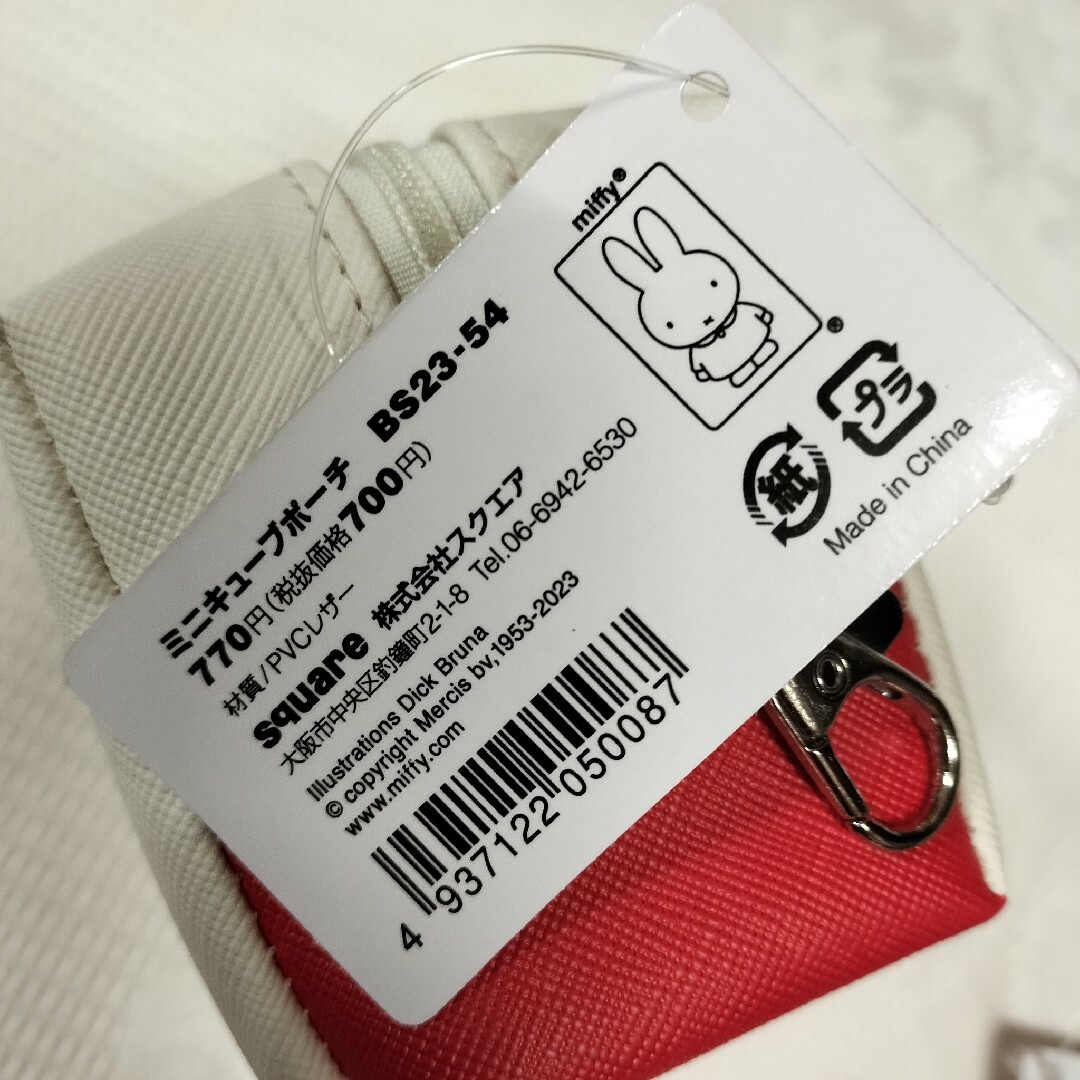 miffy®
®
ミニキューブポーチ BS23-54
770円(税抜価格700円)
材質/PVCレザー
square 株式会社スクエア
大阪市中央区釣鐘町2-1-8 Tel.06-6942-6530
Illustrations Dick Bruna
© copyright Mercis bv,1953-2023
www.miffy.com
4 937122 050087
紙
プラ
Made in China